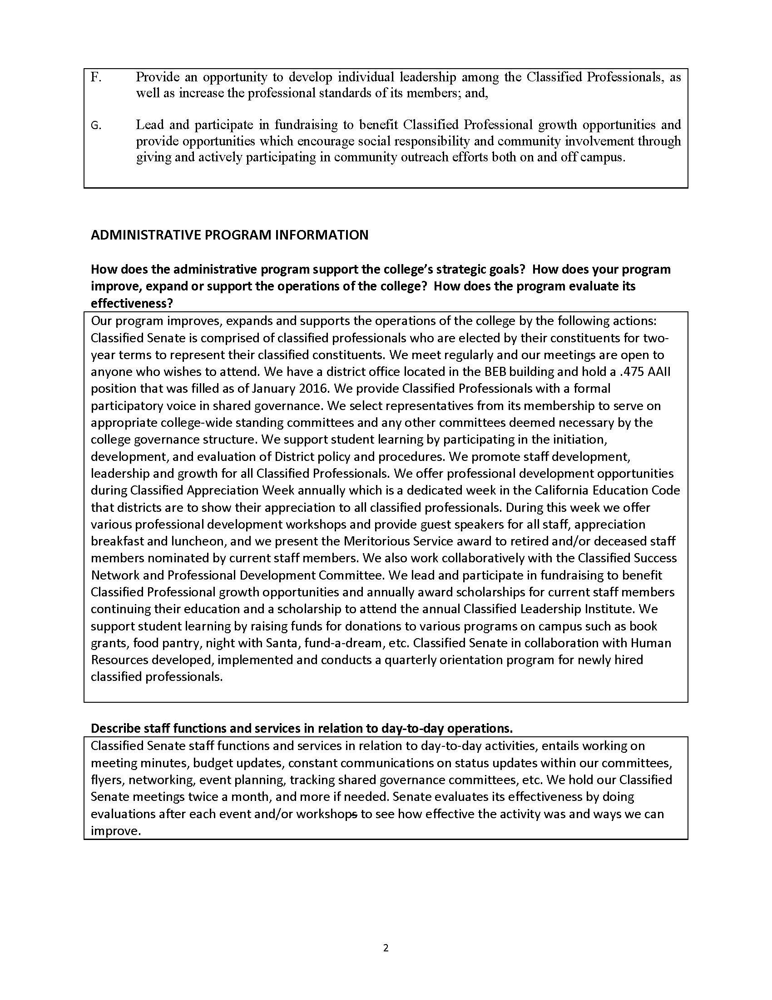 F. Provide an opportunity to develop individual leadership among the Classified Professionals, as
well as increase the professional standards of its members; and,
G. Lead and participate in fundraising to benefit Classified Professional growth opportunities and
provide opportunities which encourage social responsibility and community involvement through
giving and actively participating in community outreach efforts both on and off campus.
ADMINISTRATIVE PROGRAM INFORMATION
How does the administrative program support the college’s strategic goals?  How does your program
improve, expand or support the operations of the college?  How does the program evaluate its
effectiveness?
Our program improves, expands and supports the operations of the college by the following actions:
Classified Senate is comprised of classified professionals who are elected by their constituents for two-
year terms to represent their classified constituents. We meet regularly and our meetings are open to
anyone who wishes to attend. We have a district office located in the BEB building and hold a .475 AAII
position that was filled as of January 2016. We provide Classified Professionals with a formal
participatory voice in shared governance. We select representatives from its membership to serve on
appropriate college-wide standing committees and any other committees deemed necessary by the
college governance structure. We support student learning by participating in the initiation,
development, and evaluation of District policy and procedures. We promote staff development,
leadership and growth for all Classified Professionals. We offer professional development opportunities
during Classified Appreciation Week annually which is a dedicated week in the California Education Code
that districts are to show their appreciation to all classified professionals. During this week we offer
various professional development workshops and provide guest speakers for all staff, appreciation
breakfast and luncheon, and we present the Meritorious Service award to retired and/or deceased staff
members nominated by current staff members. We also work collaboratively with the Classified Success
Network and Professional Development Committee. We lead and participate in fundraising to benefit
Classified Professional growth opportunities and annually award scholarships for current staff members
continuing their education and a scholarship to attend the annual Classified Leadership Institute. We
support student learning by raising funds for donations to various programs on campus such as book
grants, food pantry, night with Santa, fund-a-dream, etc. Classified Senate in collaboration with Human
Resources developed, implemented and conducts a quarterly orientation program for newly hired
classified professionals.
Describe staff functions and services in relation to day-to-day operations.
Classified Senate staff functions and services in relation to day-to-day activities, entails working on
meeting minutes, budget updates, constant communications on status updates within our committees,
flyers, networking, event planning, tracking shared governance committees, etc. We hold our Classified
Senate meetings twice a month, and more if needed. Senate evaluates its effectiveness by doing
evaluations after each event and/or workshops to see how effective the activity was and ways we can
improve.
2